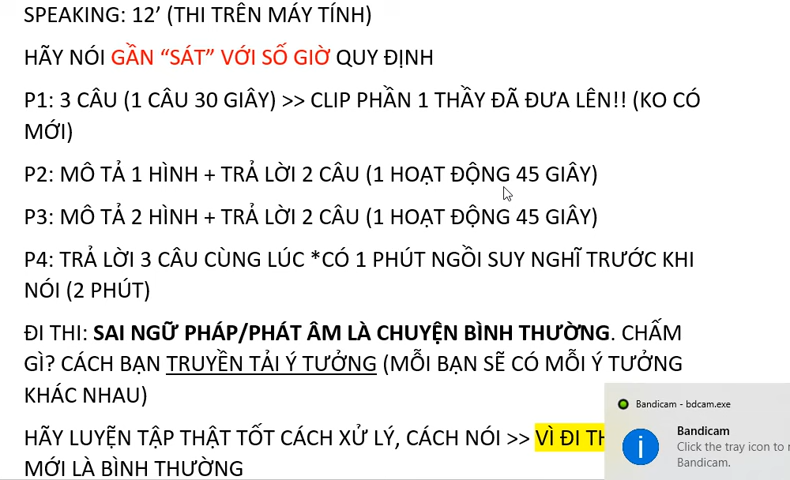 SPEAKING: 12’ (THI TRÊN MÁY TÍNH)
HÃY NÓI GẦN “SÁT” VỚI SỐ GIỜ QUY ĐỊNH
P1: 3 CÂU (1 CÂU 30 GIÂY) >> CLIP PHẦN 1 THẦY ĐÃ ĐƯA LÊN!! (KO CÓ
MỚI)
P2: MÔ TẢ 1 HÌNH + TRẢ LỜI 2 CÂU (1 HOẠT ĐỘNG 45 GIÂY)
P3: MÔ TẢ 2 HÌNH + TRẢ LỜI 2 CÂU (1 HOẠT ĐỘNG 45 GIÂY)
P4: TRẢ LỜI 3 CÂU CÙNG LÚC *CÓ 1 PHÚT NGỒI SUY NGHĨ TRƯỚC KHI
NÓI (2 PHÚT)
ĐI THI: SAI NGỮ PHÁP/PHÁT ÂM LÀ CHUYỆN BÌNH THƯỜNG. CHẤM
GÌ? CÁCH BẠN TRUYỀN TẢI Ý TƯỞNG (MỖI BẠN SẼ CÓ MỖI Ý TƯỞNG
KHÁC NHAU)
HÃY LUYỆN TẬP THẬT TỐT CÁCH XỬ LÝ, CÁCH NÓI >> VÌ ĐI
MỚI LÀ BÌNH THƯỜNG
Bandicam - bdcam.exe
Bandicam
Click the tray icon to
Bandicam.